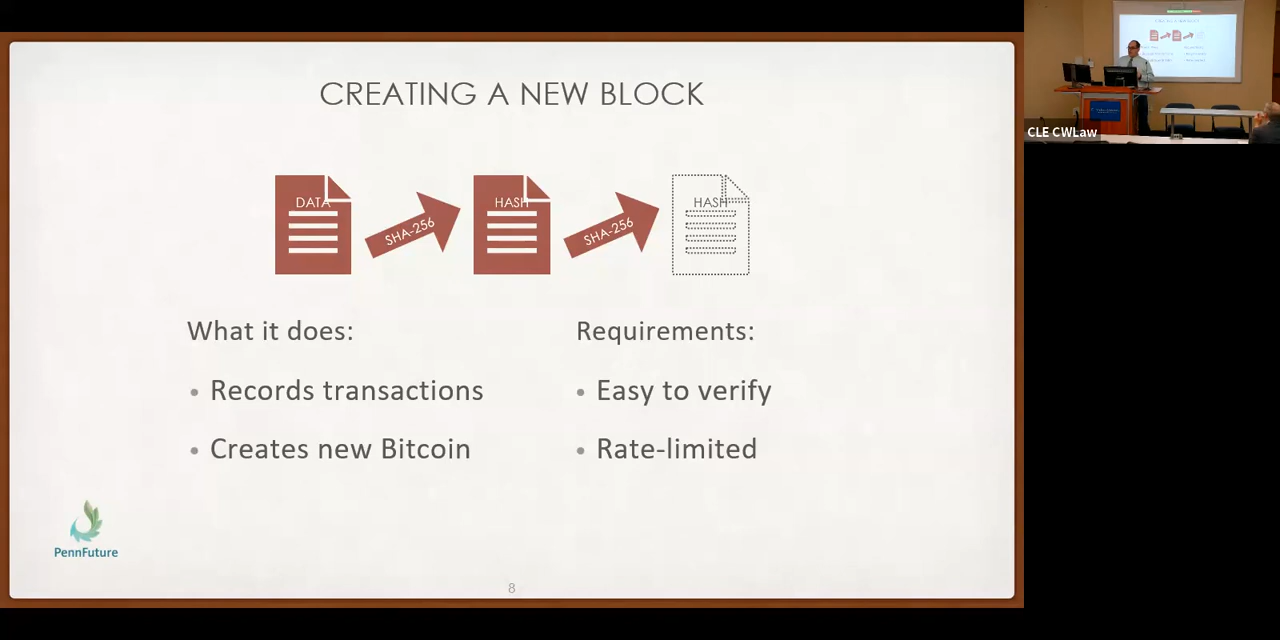 CREATING A NEW BLOCK
DATA
SHA-256
HASH
SHA-256
HASH
What it does:
• Records transactions
• Creates new Bitcoin
Requirements:
• Easy to verify
• Rate-limited
PennFuture
8
CLE CWLaw